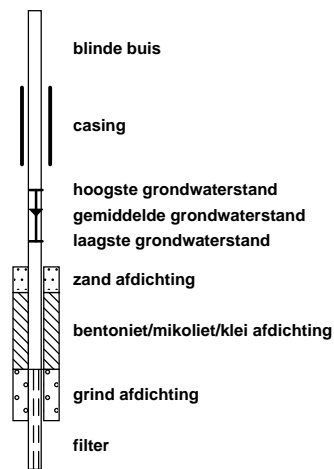 blinde buis
casing
hoogste grondwaterstand
gemiddelde grondwaterstand
laagste grondwaterstand
zand afdichting
bentoniet/mikoliet/klei afdichting
grind afdichting
filter